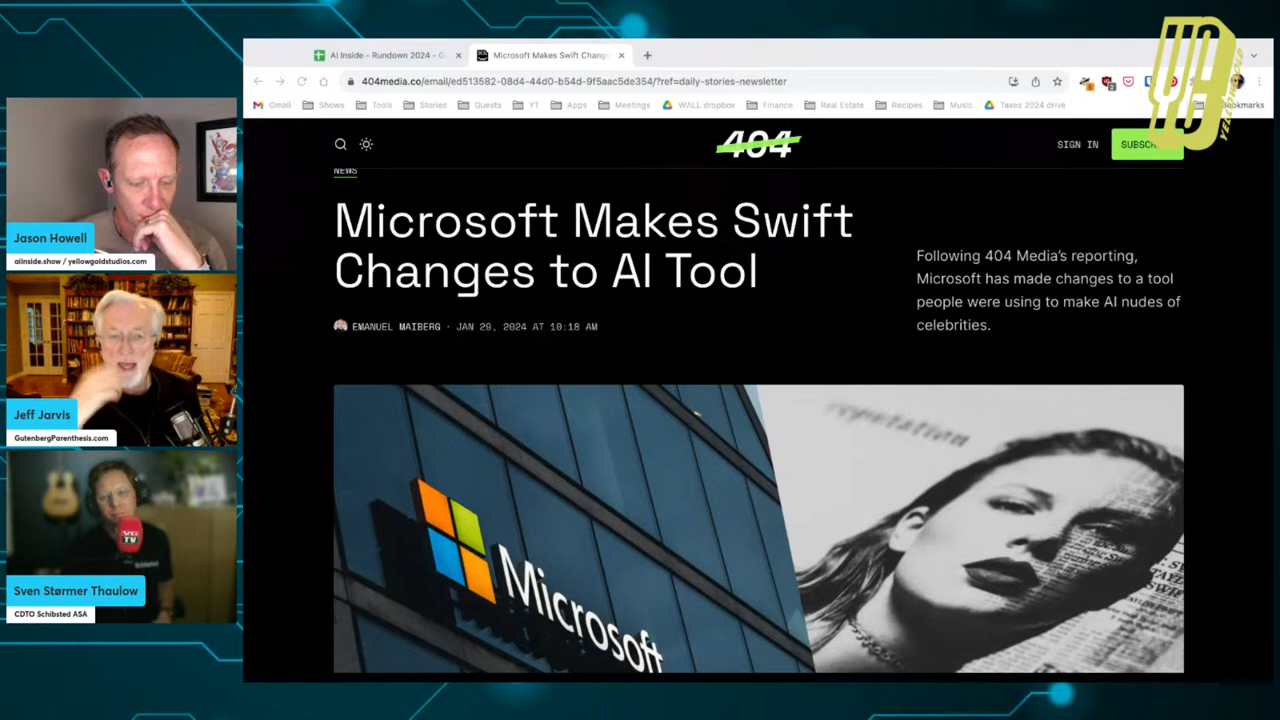 AI Inside - Rundown 2024 - G
Microsoft Makes Swift Chang
404media.co/email/ed513582-08d4-44d0-b54d-9f5aac5de354/?ref=daily-stories-newsletter
Gmail
Shows
Tools
Stories
Guests
YT
Apps
Meetings
WALL dropbox
Finance
Real Estate
Recipes
Music
Taxes 2024 drive
Bookmarks
404
SIGN IN
NEWS
Microsoft Makes Swift
Changes to AI Tool
Following 404 Media's reporting,
Microsoft has made changes to a tool
people were using to make AI nudes of
celebrities.
EMANUEL MAIBERG · JAN 29, 2024 AT 10:18 AM
reputation
Microsoft
Jason Howell
aiinside.show / yellowgoldstudios.com
Jeff Jarvis
GutenbergParenthesis.com
VG
TV
Sven Størmer Thaulow
CDTO Schibsted ASA